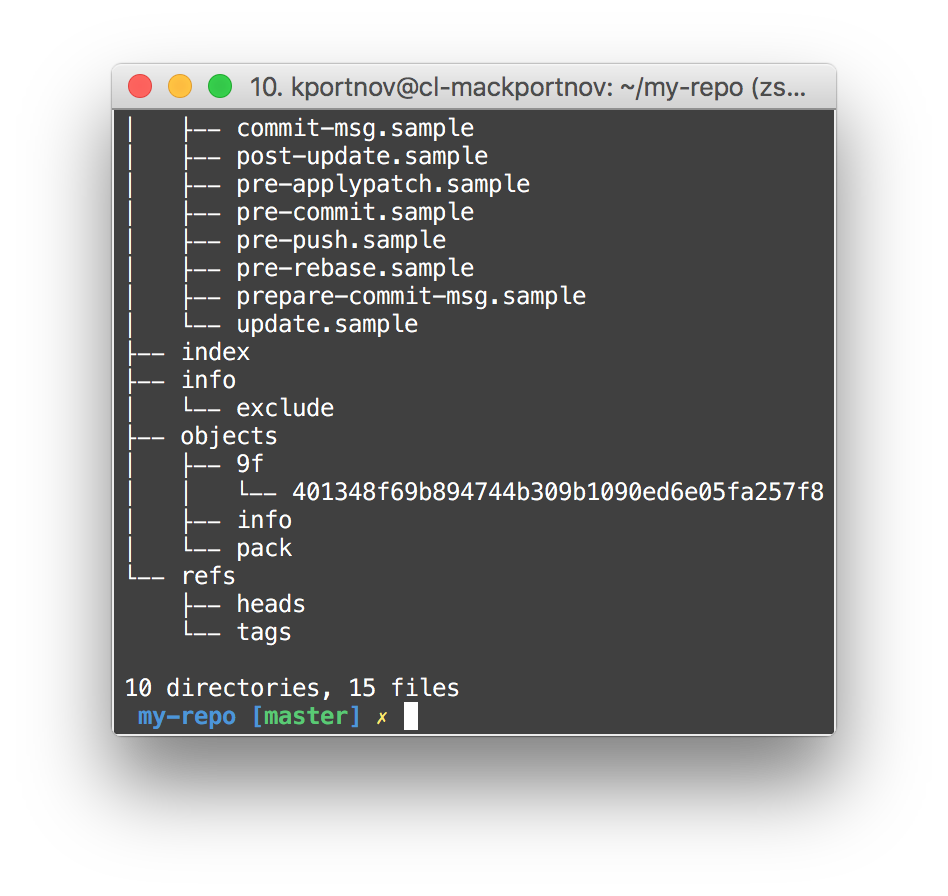 10. kportnov@cl-mackportnov: ~/my-repo (zs...
│   ├── commit-msg.sample
│   ├── post-update.sample
│   ├── pre-applypatch.sample
│   ├── pre-commit.sample
│   ├── pre-push.sample
│   ├── pre-rebase.sample
│   ├── prepare-commit-msg.sample
│   └── update.sample
├── index
├── info
│   └── exclude
├── objects
│   ├── 9f
│   │   └── 401348f69b894744b309b1090ed6e05fa257f8
│   ├── info
│   └── pack
└── refs
    ├── heads
    └── tags
10 directories, 15 files
my-repo [master] ✗